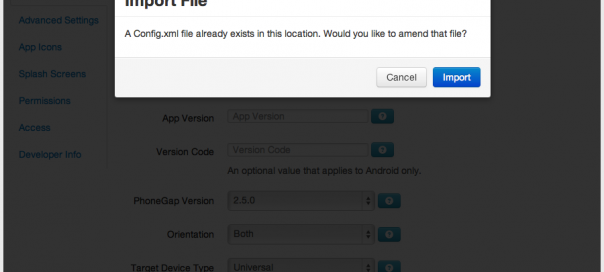 Import File
A Config.xml file already exists in this location. Would you like to amend that file?
Cancel
Import
Advanced Settings
App Icons
Splash Screens
Permissions
Access
Developer Info
App Version
App Version
?
Version Code
Version Code
?
An optional value that applies to Android only.
PhoneGap Version
2.5.0
?
Orientation
Both
?
Target Device Type
Universal
?